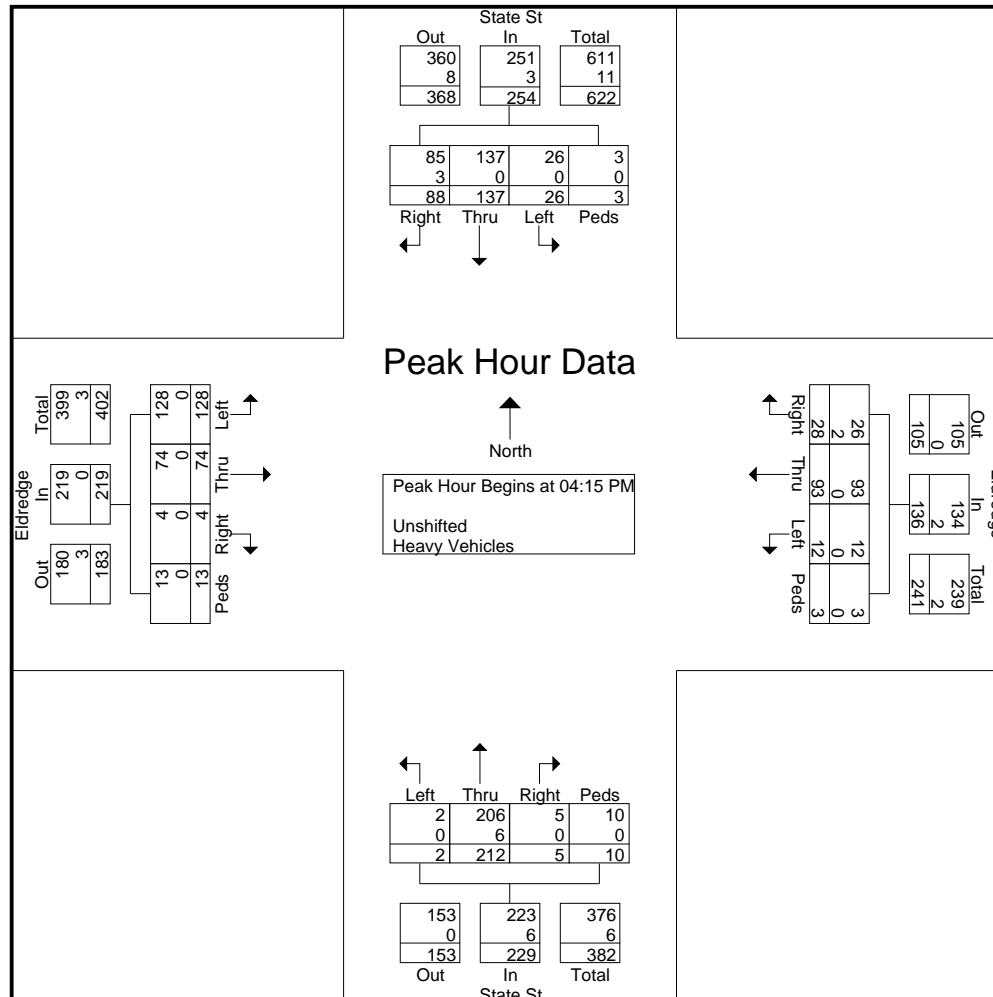 State St
Out In Total
360 251 611
8 3 11
368 254 622
85 137 26 3
3 0 0 0
88 137 26 3
Right Thru Left Peds
Peak Hour Data
North
Peak Hour Begins at 04:15 PM
Unshifted
Heavy Vehicles
Eldredge
Out In Total
180 219 399
3 0 3
183 219 402
13 4 74 128
0 0 0 0
13 4 74 128
Peds Right Thru Left
Out In Total
105 134 239
0 2 2
105 136 241
26 93 12 3
2 0 0 0
28 93 12 3
Right Thru Left Peds
Left Thru Right Peds
2 206 5 10
0 6 0 0
2 212 5 10
153 223 376
0 6 6
153 229 382
Out In Total
State St